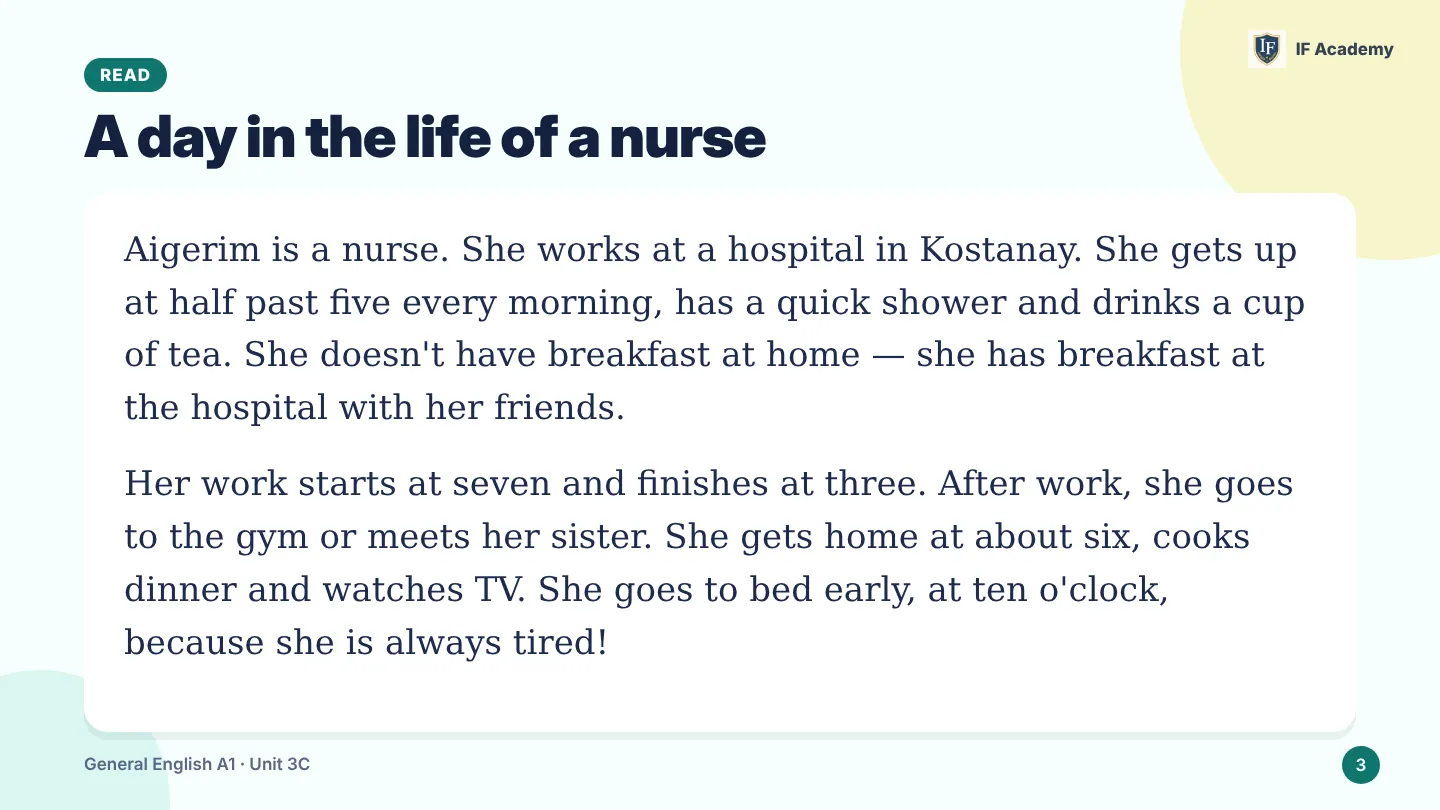 IF
IF Academy
READ
A day in the life of a nurse
Aigerim is a nurse. She works at a hospital in Kostanay. She gets up
at half past five every morning, has a quick shower and drinks a cup
of tea. She doesn't have breakfast at home — she has breakfast at
the hospital with her friends.
Her work starts at seven and finishes at three. After work, she goes
to the gym or meets her sister. She gets home at about six, cooks
dinner and watches TV. She goes to bed early, at ten o'clock,
because she is always tired!
General English A1 · Unit 3C
3